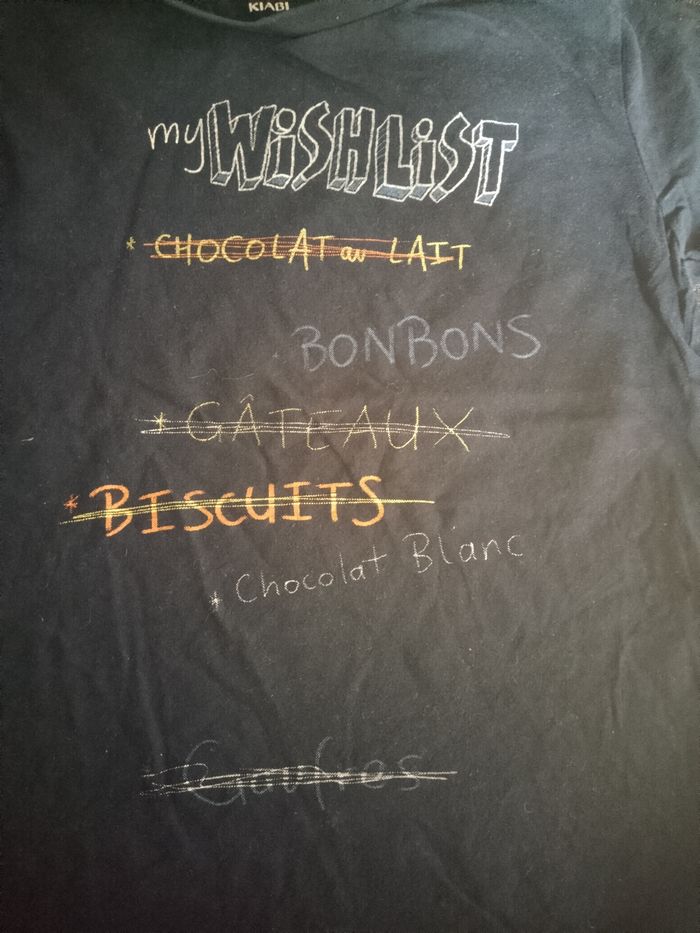 KIABI
my WiSHLiST
* CHOCOLAT au LAIT
BONBONS
* GÂTEAUX
* BISCUITS
* Chocolat Blanc
Gaufres